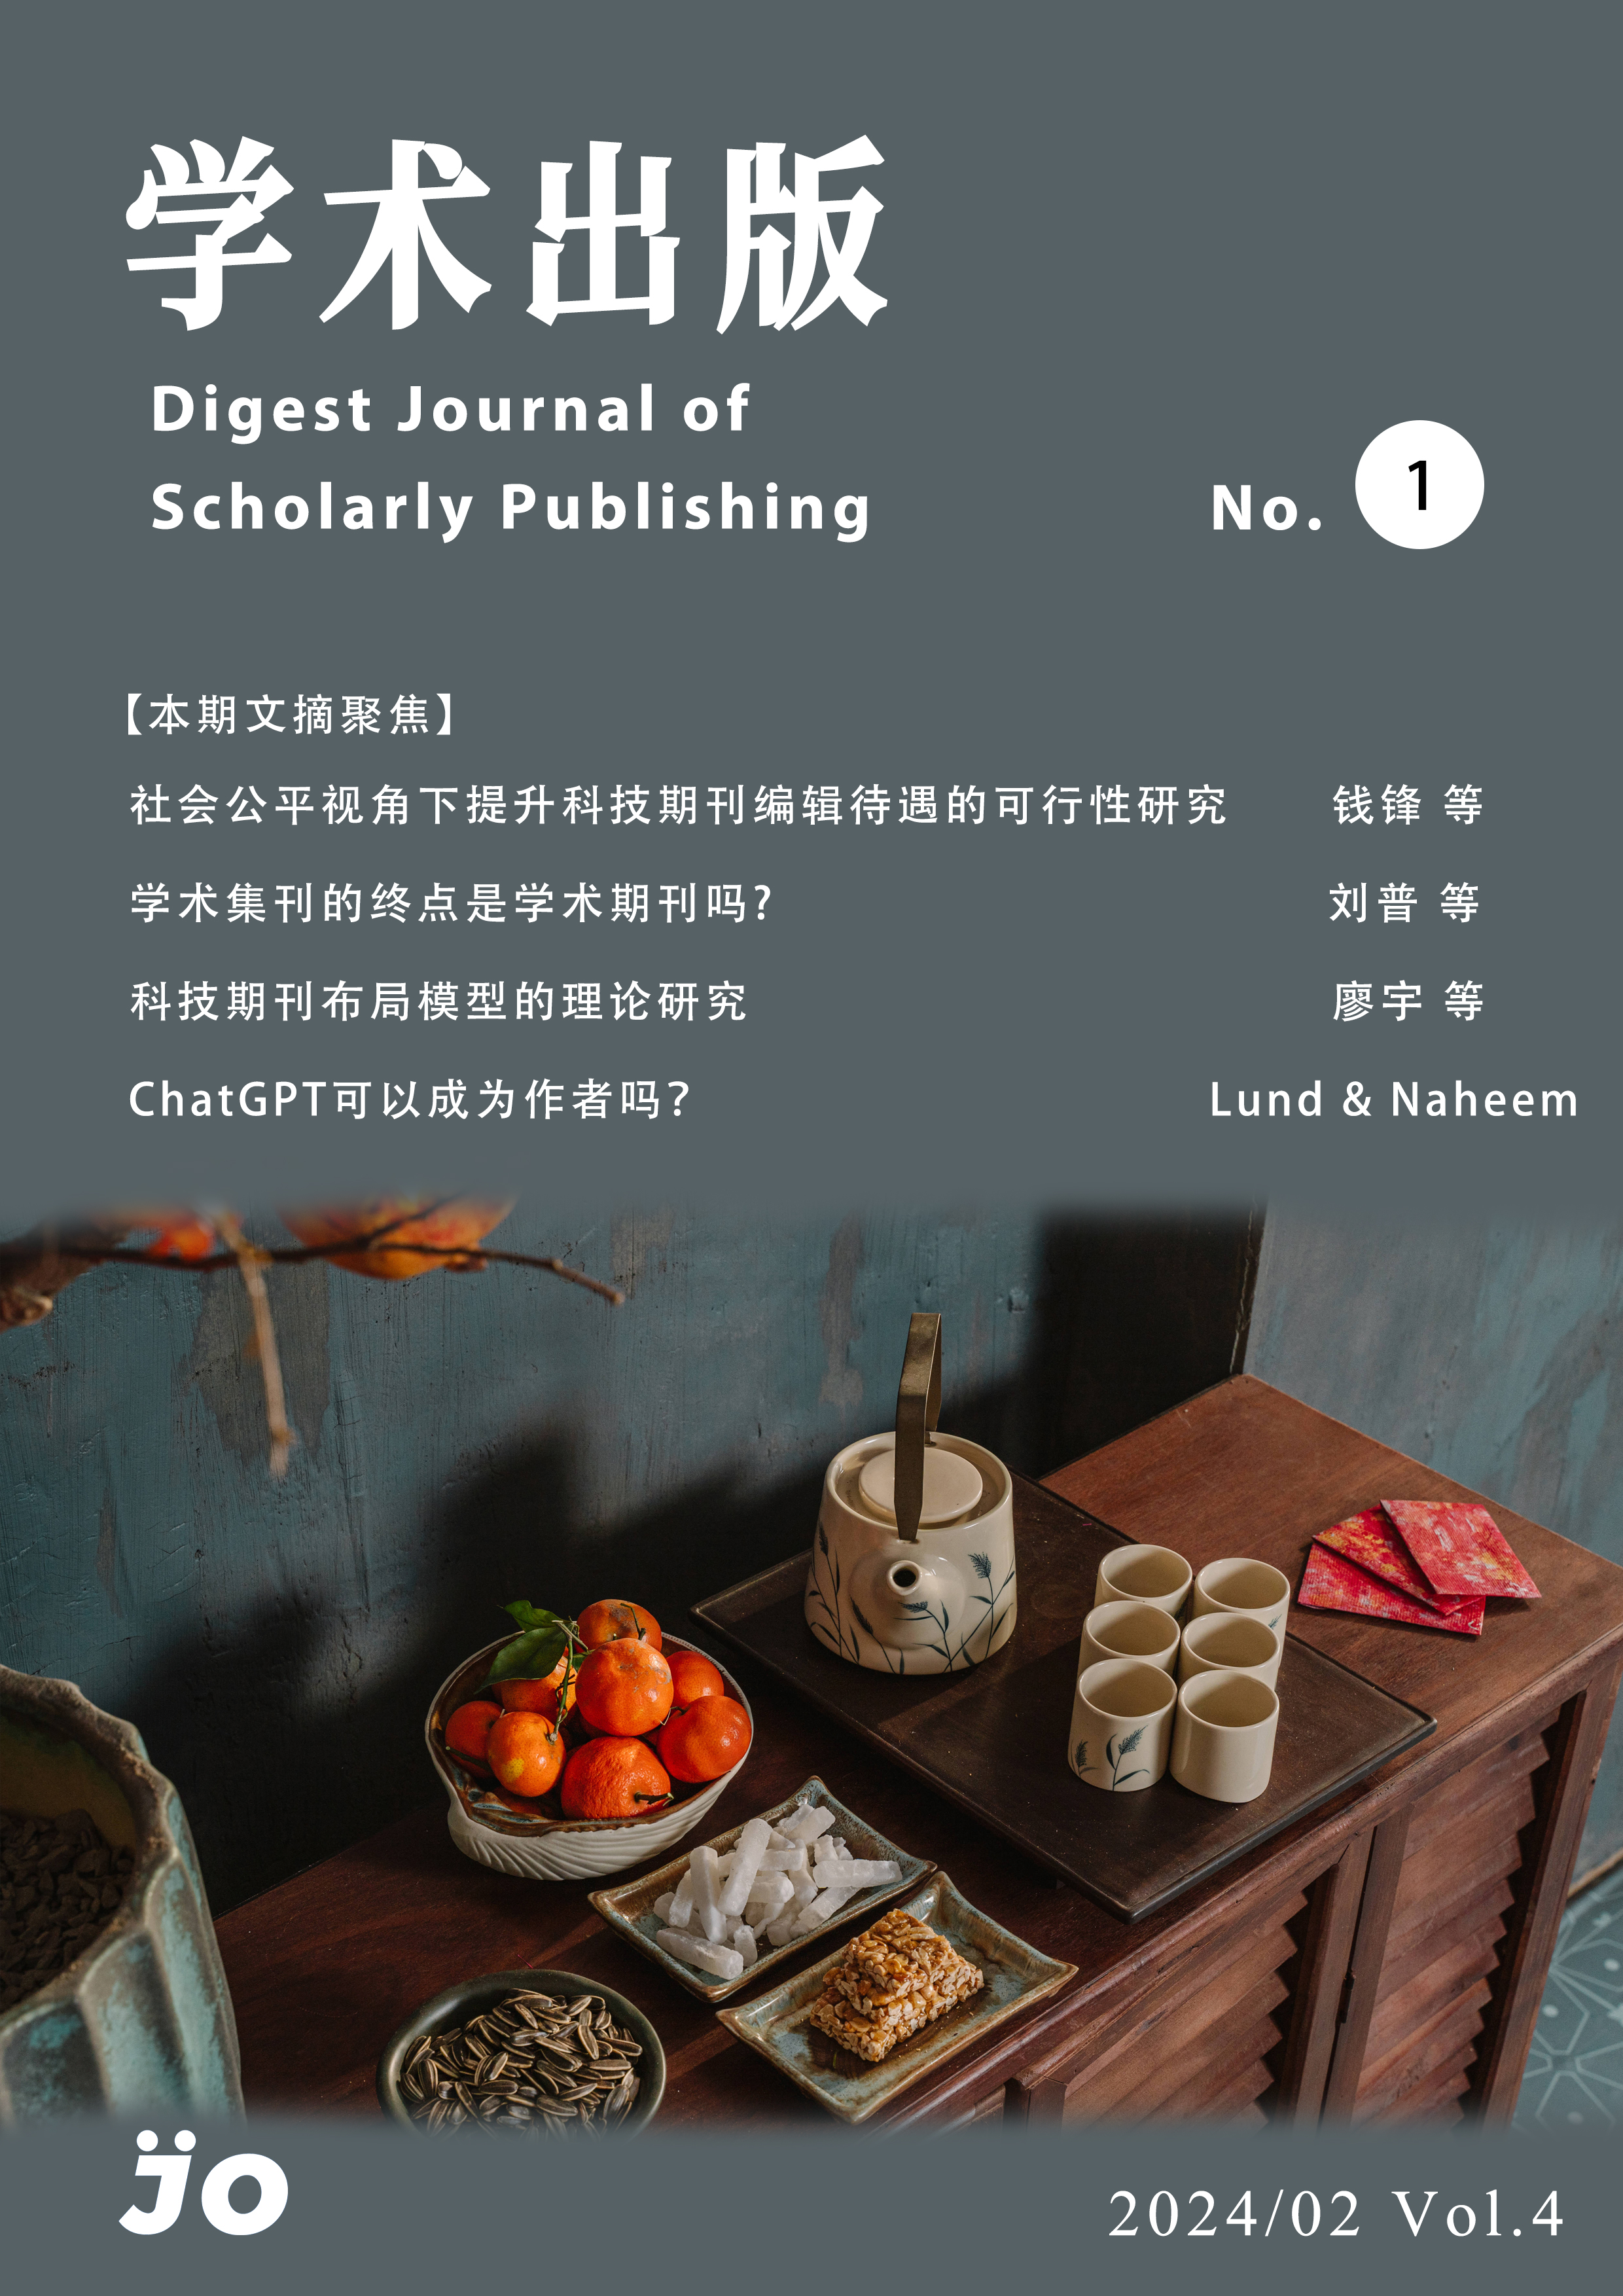 学术出版
Digest Journal of
Scholarly Publishing
No. 1
【本期文摘聚焦】
社会公平视角下提升科技期刊编辑待遇的可行性研究 钱锋 等
学术集刊的终点是学术期刊吗？ 刘普 等
科技期刊布局模型的理论研究 廖宇 等
ChatGPT可以成为作者吗？ Lund & Naheem
jo
2024/02 Vol.4